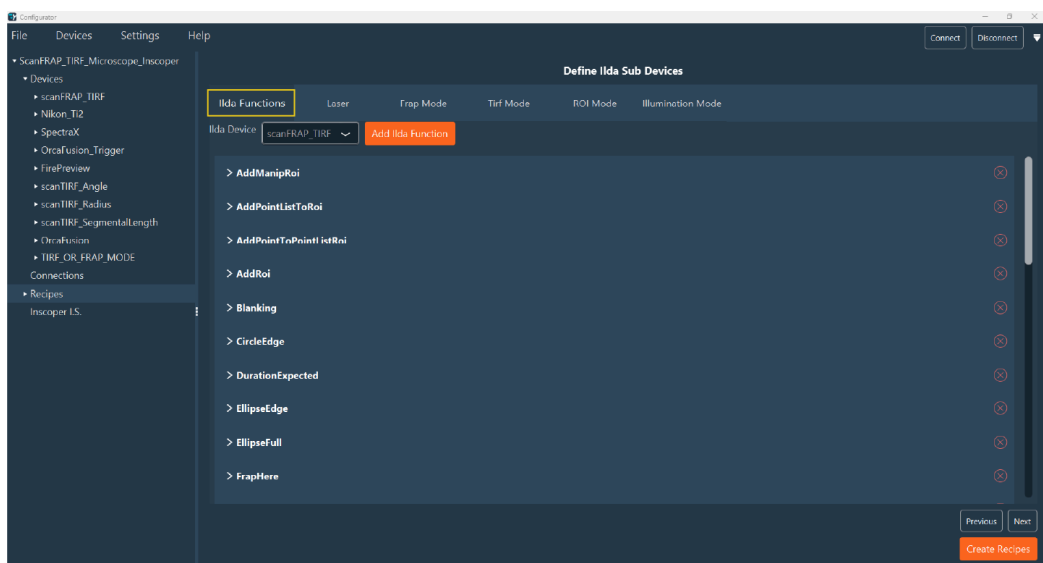 Configurator
File Devices Settings Help
Connect Disconnect
ScanFRAP_TIRF_Microscope_Inscoper
Devices
scanFRAP_TIRF
Nikon_Ti2
SpectraX
OrcaFusion_Trigger
FirePreview
scanTIRF_Angle
scanTIRF_Radius
scanTIRF_SegmentalLength
OrcaFusion
TIRF_OR_FRAP_MODE
Connections
Recipes
Inscoper I.S.
Define Ilda Sub Devices
Ilda Functions Laser Frap Mode Tirf Mode ROI Mode Illumination Mode
Ilda Device scanFRAP_TIRF Add Ilda Function
AddManipRoi
AddPointListToRoi
AddPointToPointListRoi
AddRoi
Blanking
CircleEdge
DurationExpected
EllipseEdge
EllipseFull
FrapHere
Previous Next
Create Recipes